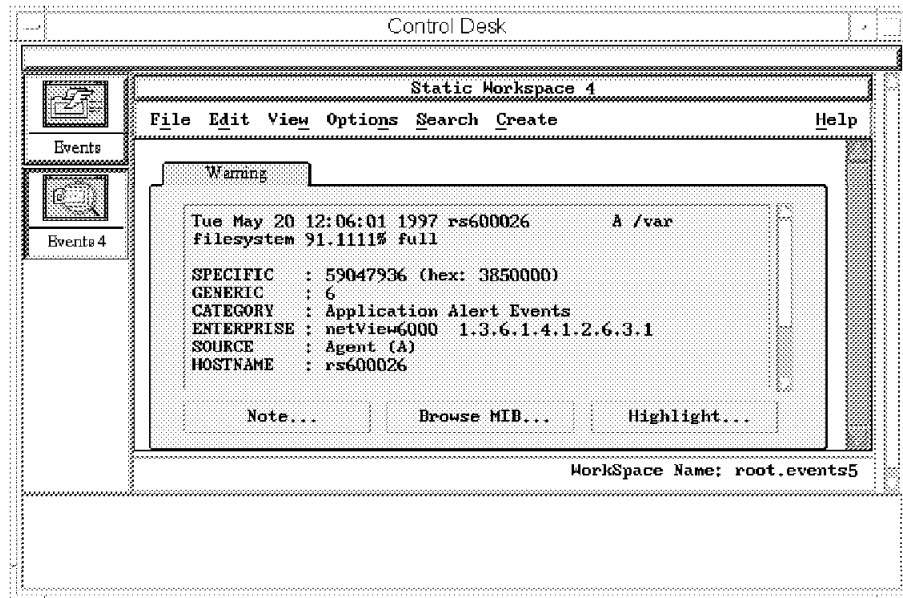 Control Desk
Static Workspace 4
File Edit View Options Search Create Help
Events
Warning
Tue May 20 12:06:01 1997 rs600026 A /var
filesystem 91.1111% full
Events 4
SPECIFIC : 59047936 (hex: 3850000)
GENERIC : 6
CATEGORY : Application Alert Events
ENTERPRISE : netView6000 1.3.6.1.4.1.2.6.3.1
SOURCE : Agent (A)
HOSTNAME : rs600026
Note... Browse MIB... Highlight...
WorkSpace Name: root.events5